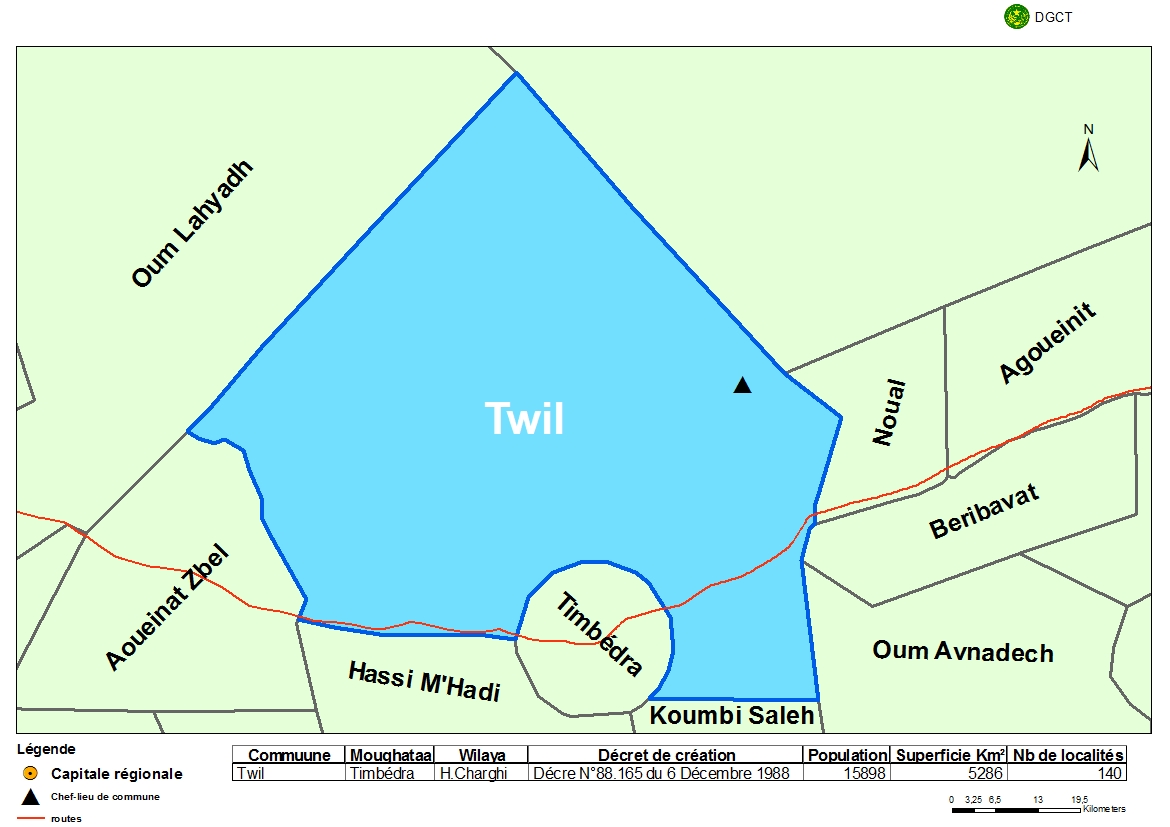 DGCT
N
Oum Lahyadh
Agoueinit
Noual
Twil
Beribavat
Aoueinat Zbel
Timbédra
Oum Avnadech
Hassi M'Hadi
Koumbi Saleh
Légende
Capitale régionale
Chef-lieu de commune
routes
Commuune Moughataa Wilaya Décret de création Population Superficie Km² Nb de localités
Twil Timbédra H.Charghi Décre N°88.165 du 6 Décembre 1988 15898 5286 140
0 3,25 6,5 13 19,5
Kilometers